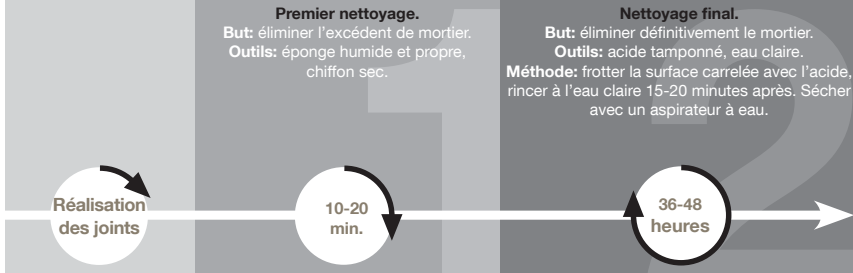 Premier nettoyage.
But: éliminer l'excédent de mortier.
Outils: éponge humide et propre,
chiffon sec.
1
Nettoyage final.
But: éliminer définitivement le mortier.
Outils: acide tamponné, eau claire.
Méthode: frotter la surface carrelée avec l'acide,
rincer à l'eau claire 15-20 minutes après. Sécher
avec un aspirateur à eau.
2
Réalisation
des joints
10-20
min.
36-48
heures